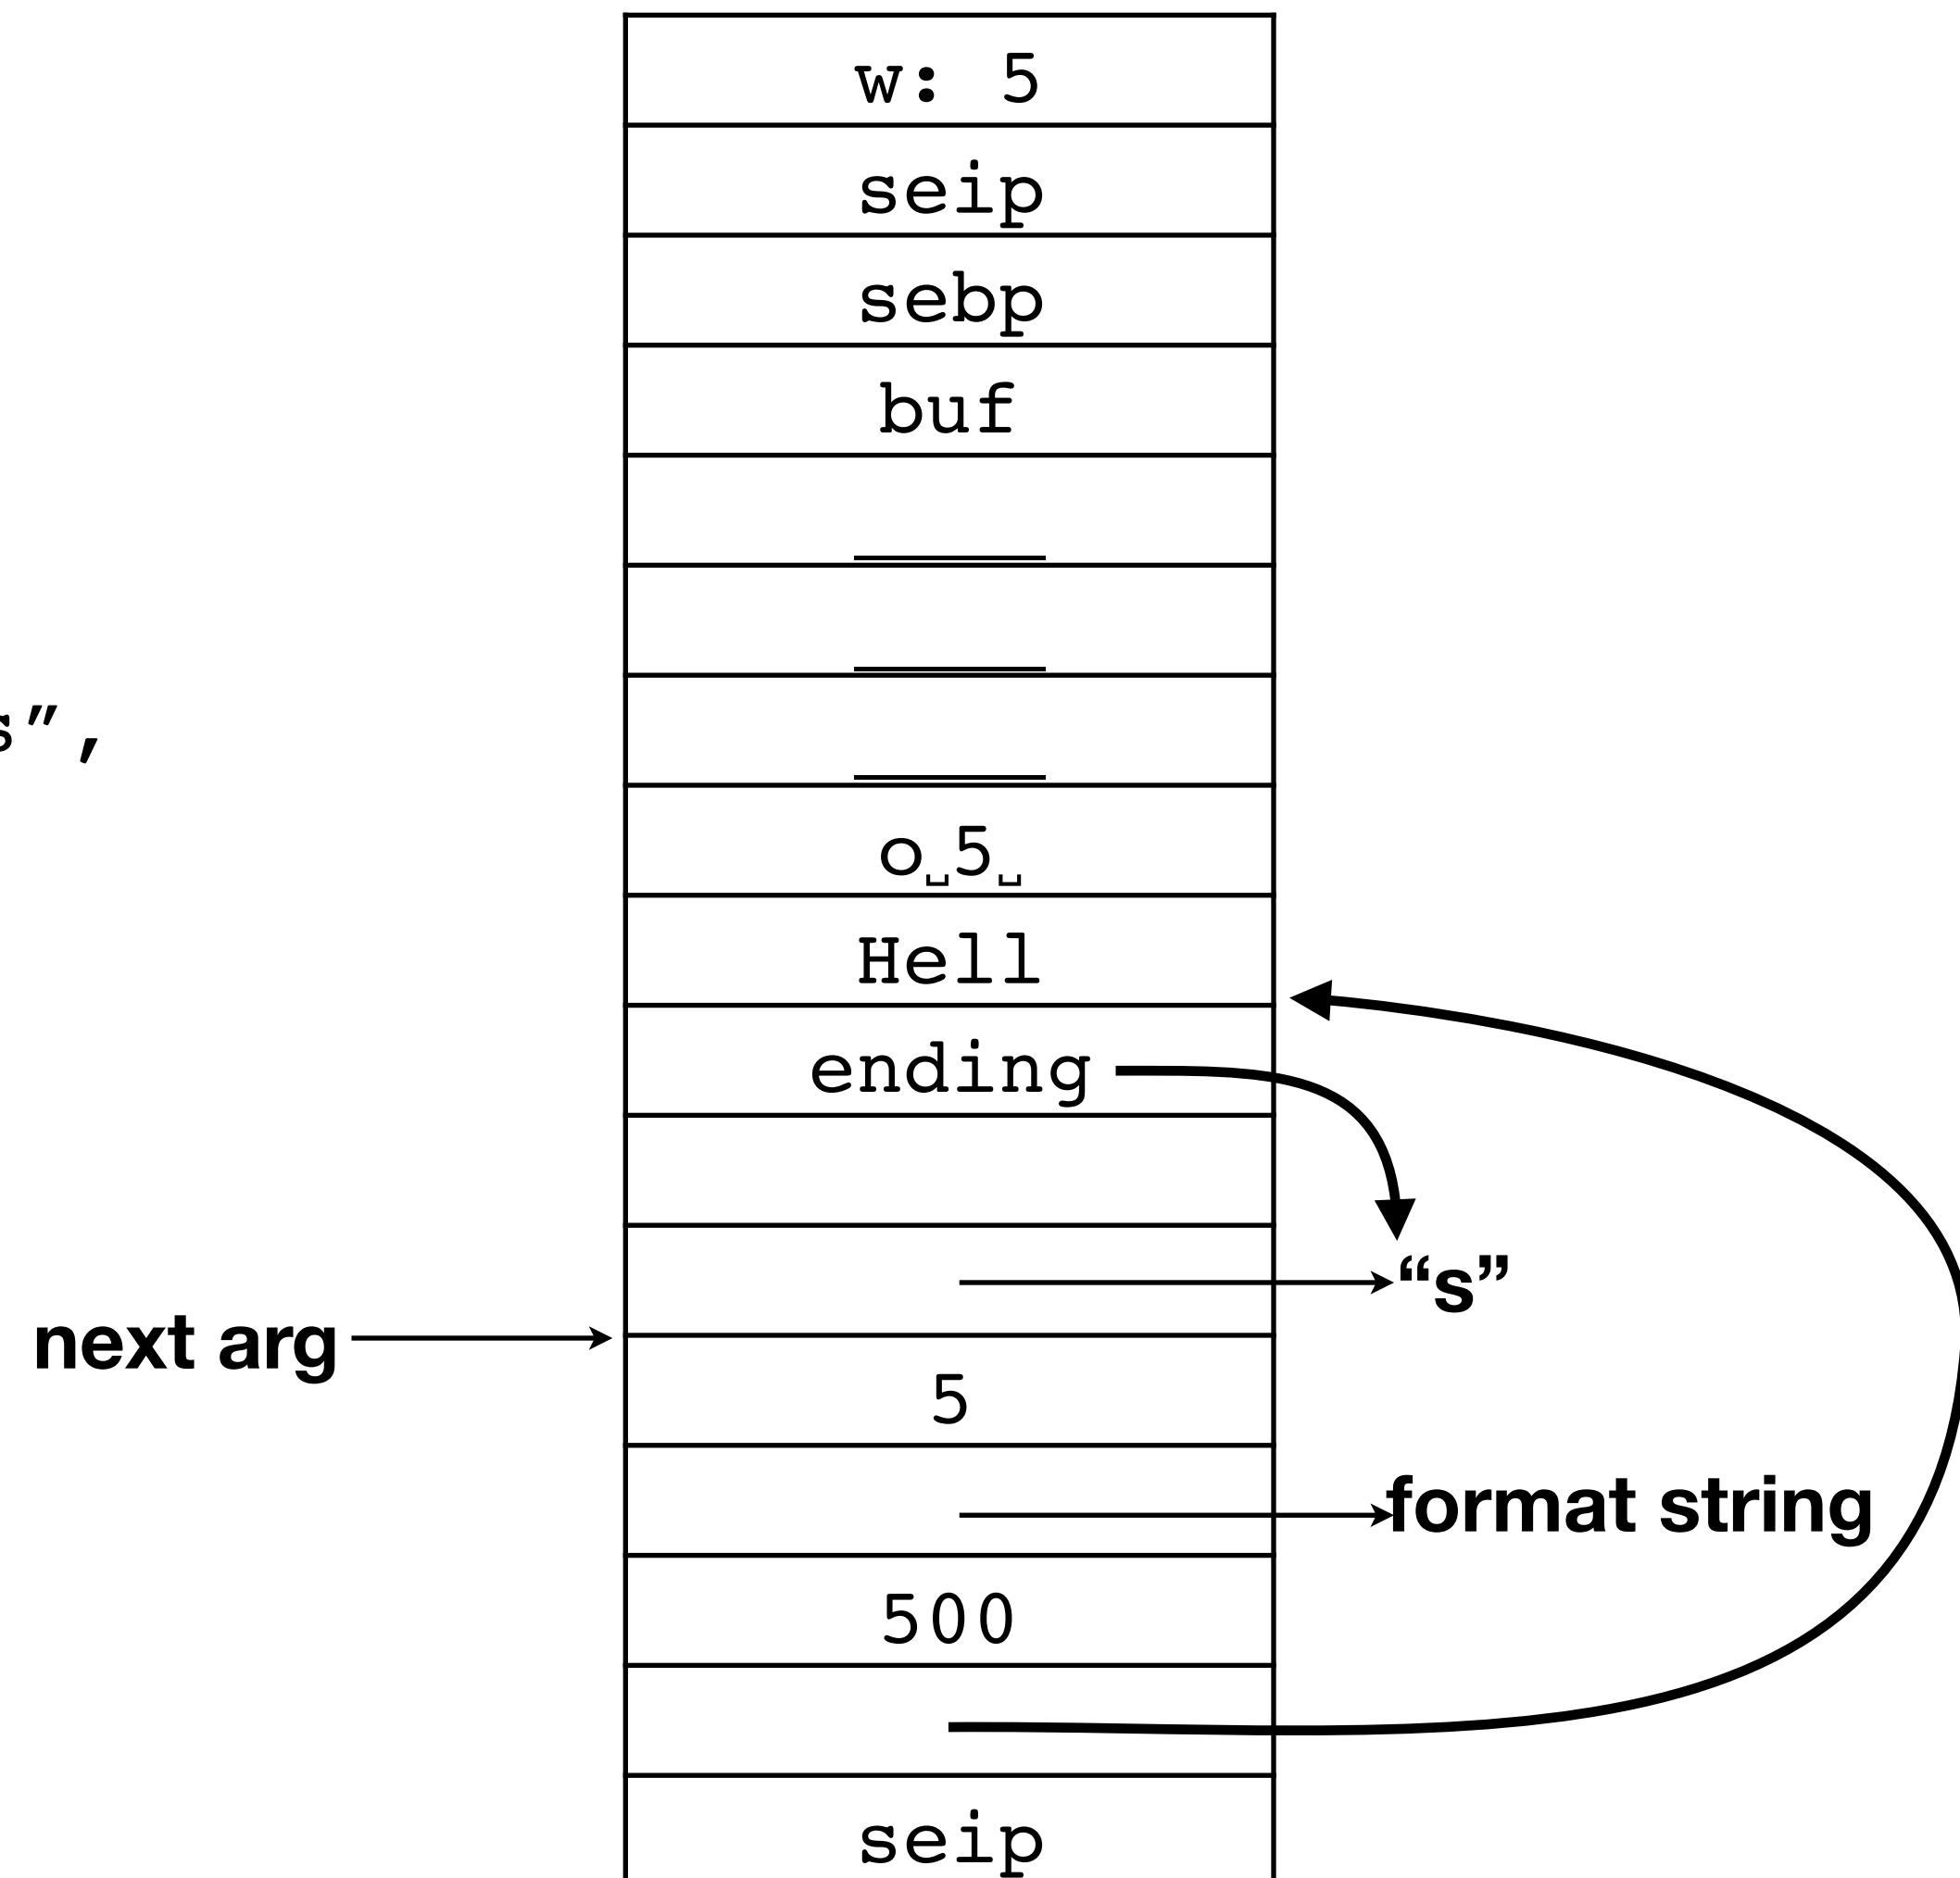 w: 5
seip
sebp
buf
s”,
o␣5␣
Hell
ending
“s”
next arg
5
format string
500
seip